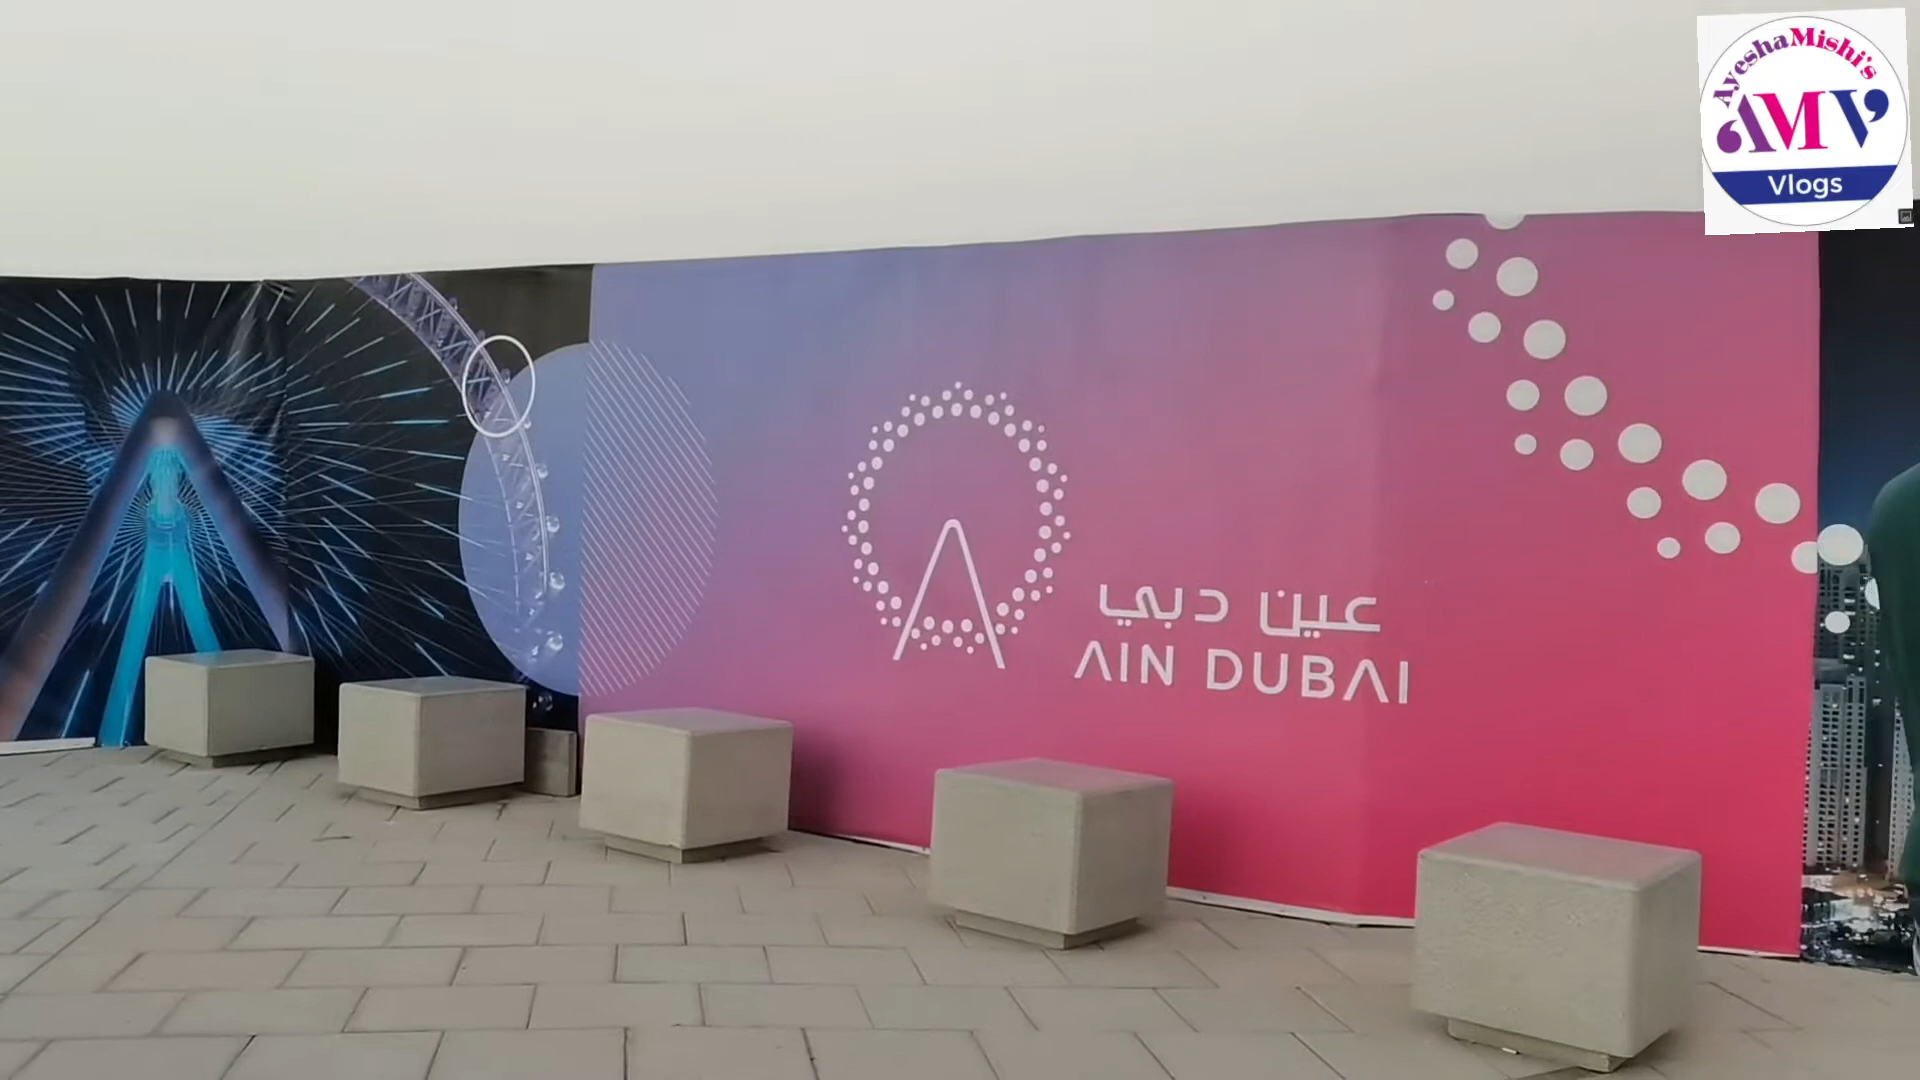 AyeshaMishi's
AMV
Vlogs
عين دبي
AIN DUBAI